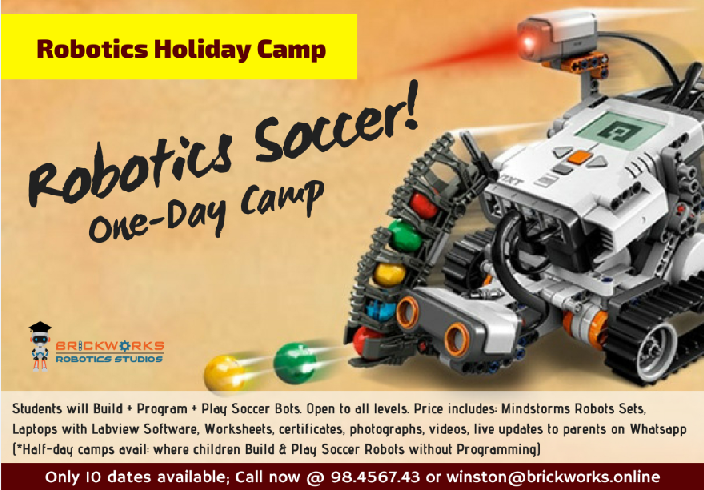 Robotics Holiday Camp
Robotics Soccer!
One-Day Camp
NXT
BRICKWORKS
ROBOTICS STUDIOS
Students will Build + Program + Play Soccer Bots. Open to all levels. Price includes: Mindstorms Robots Sets,
Laptops with Labview Software, Worksheets, certificates, photographs, videos, live updates to parents on Whatsapp
(*Half-day camps avail: where children Build & Play Soccer Robots without Programming)
Only 10 dates available; Call now @ 98.4567.43 or winston@brickworks.online